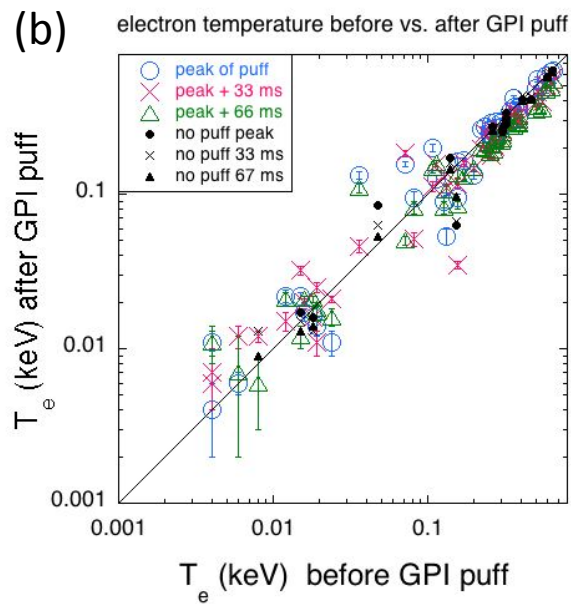 (b)
electron temperature before vs. after GPI puff
peak of puff
peak + 33 ms
peak + 66 ms
no puff peak
no puff 33 ms
no puff 67 ms
T_e (keV) after GPI puff
0.1
0.01
0.001
0.001 0.01 0.1
T_e (keV) before GPI puff